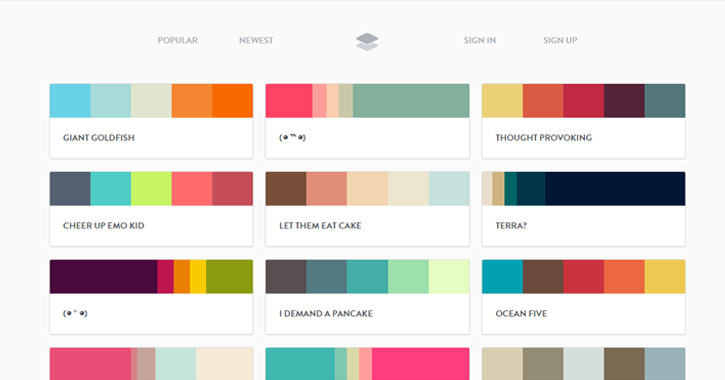 POPULAR NEWEST SIGN IN SIGN UP
GIANT GOLDFISH
(◕ ‶ ◕)
THOUGHT PROVOKING
CHEER UP EMO KID
LET THEM EAT CAKE
TERRA?
(◕ " ◕)
I DEMAND A PANCAKE
OCEAN FIVE